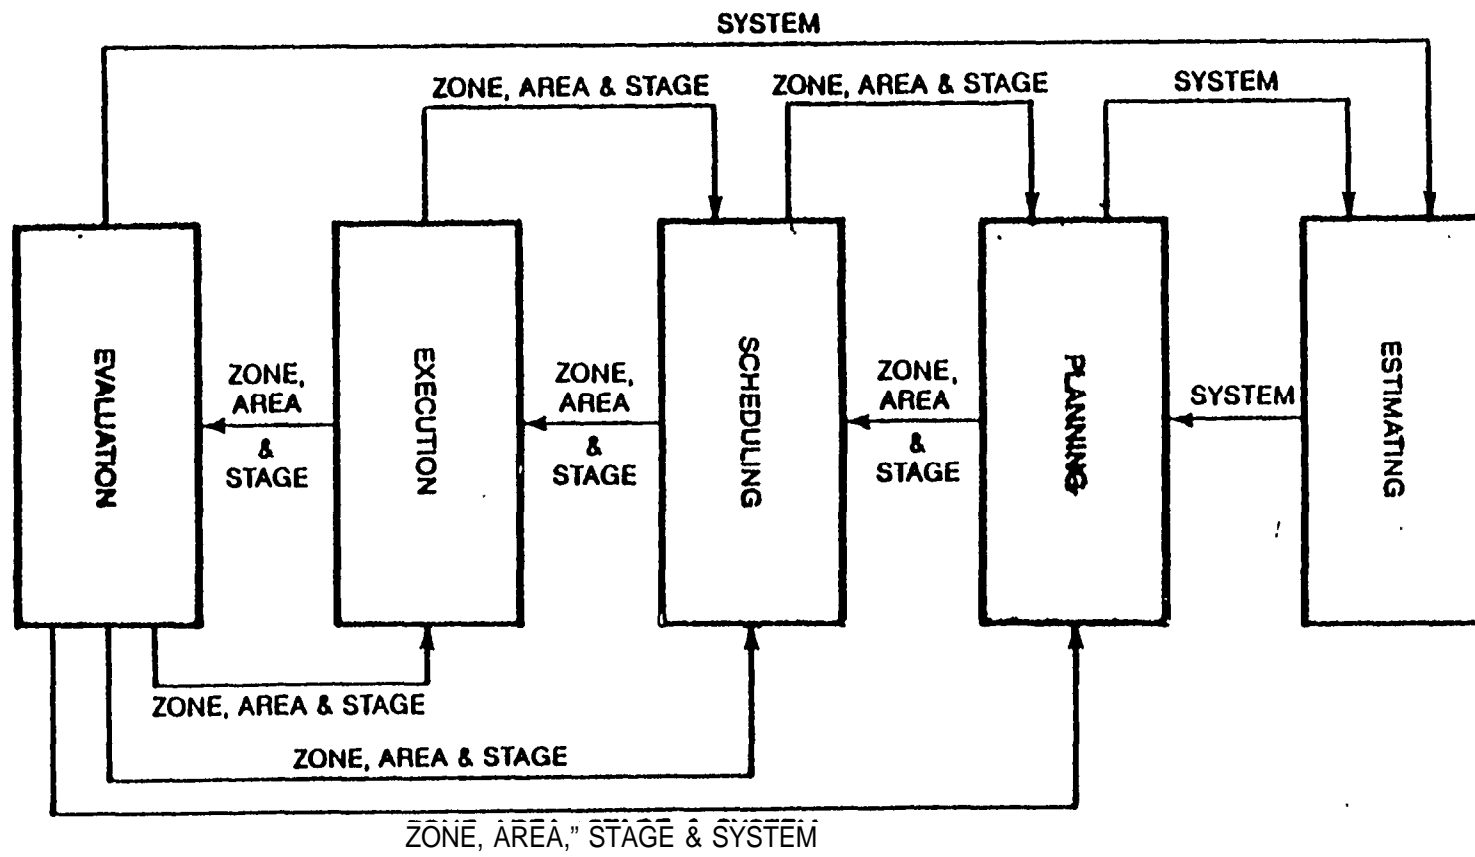 SYSTEM
ZONE, AREA & STAGE
ZONE, AREA & STAGE
SYSTEM
EVALUATION
ZONE,
AREA
&
STAGE
EXECUTION
ZONE,
AREA
&
STAGE
SCHEDULING
ZONE,
AREA
&
STAGE
PLANNING
SYSTEM
ESTIMATING
ZONE, AREA & STAGE
ZONE, AREA & STAGE
ZONE, AREA,” STAGE & SYSTEM